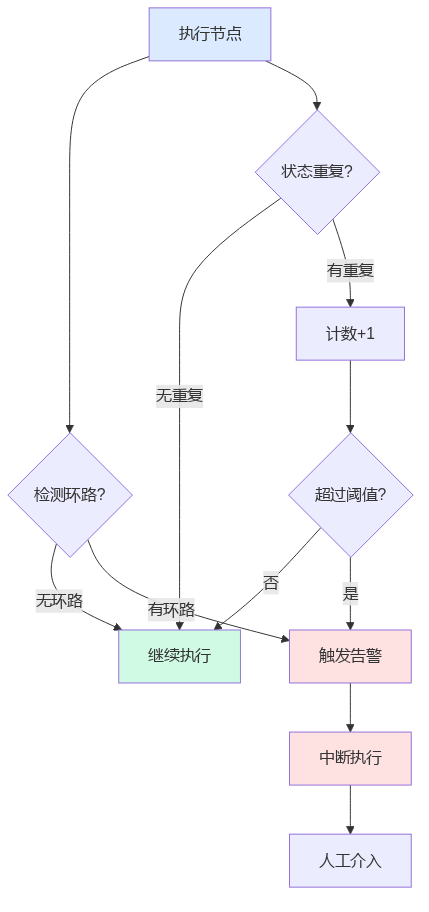 执行节点
状态重复?
有重复
计数+1
无重复
检测环路?
超过阈值?
否
是
无环路
有环路
继续执行
触发告警
中断执行
人工介入